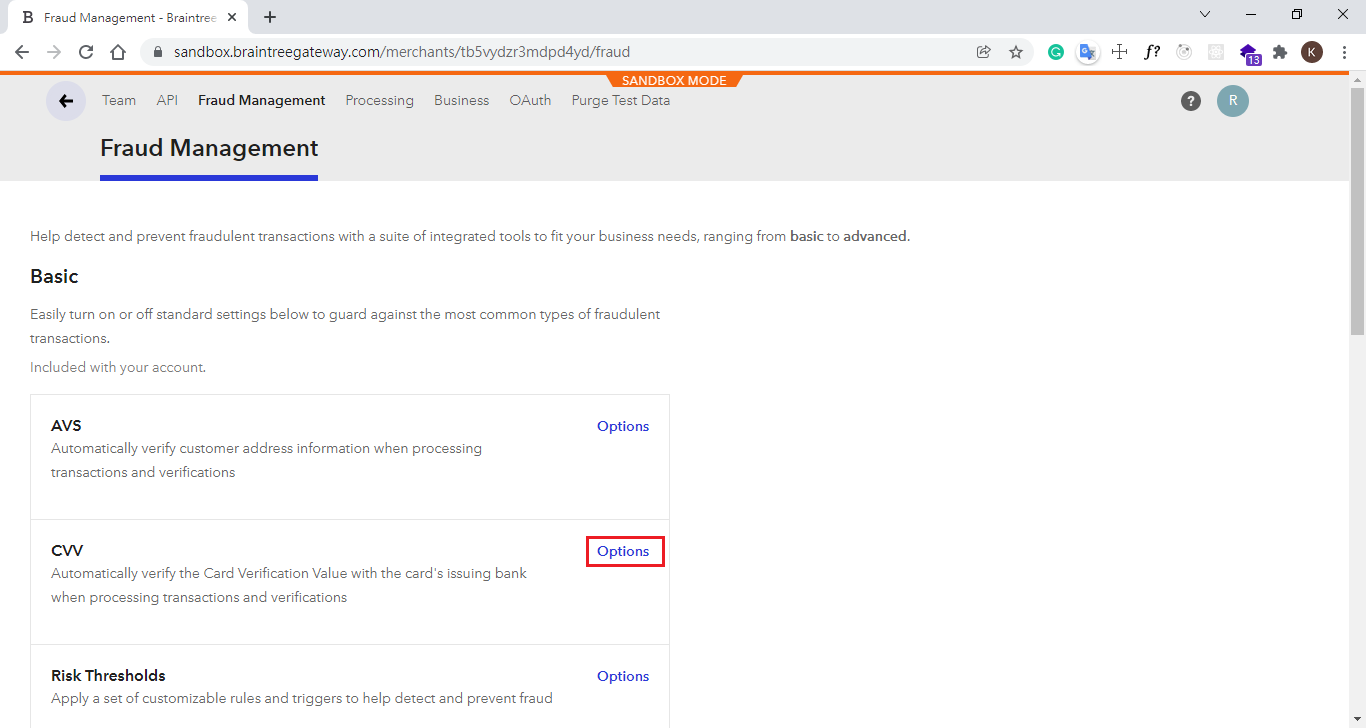 Fraud Management - Braintree
sandbox.braintreegateway.com/merchants/tb5vydzr3mdpd4yd/fraud
f?
13
K
SANDBOX MODE
Team API Fraud Management Processing Business OAuth Purge Test Data
? R
Fraud Management
Help detect and prevent fraudulent transactions with a suite of integrated tools to fit your business needs, ranging from basic to advanced.
Basic
Easily turn on or off standard settings below to guard against the most common types of fraudulent
transactions.
Included with your account.
AVS Options
Automatically verify customer address information when processing
transactions and verifications
CVV Options
Automatically verify the Card Verification Value with the card's issuing bank
when processing transactions and verifications
Risk Thresholds Options
Apply a set of customizable rules and triggers to help detect and prevent fraud